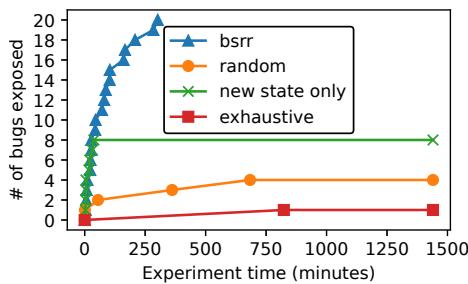 # of bugs exposed
20
18
16
14
12
10
8
6
4
2
0
bsrr
random
new state only
exhaustive
0 250 500 750 1000 1250 1500
Experiment time (minutes)